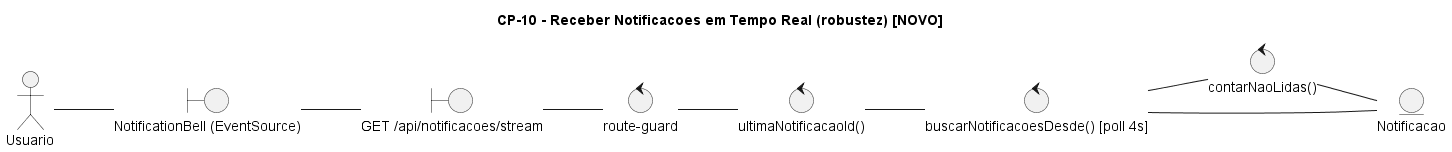 CP-10 - Receber Notificacoes em Tempo Real (robustez) [NOVO]
contarNaoLidas()
Usuario
NotificationBell (EventSource)
GET /api/notificacoes/stream
route-guard
ultimaNotificacaoId()
buscarNotificacoesDesde() [poll 4s]
Notificacao